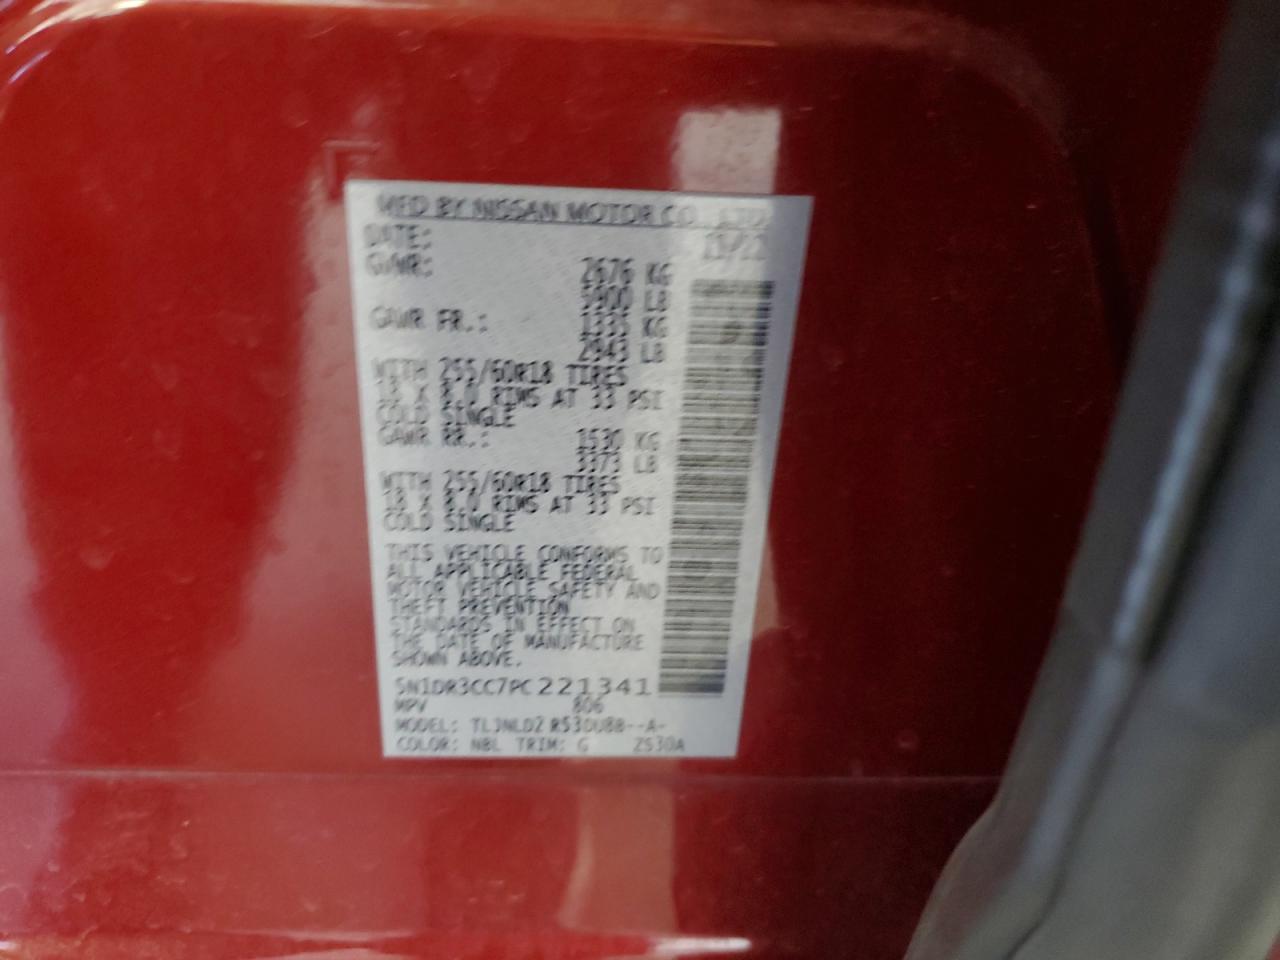 MFD BY NISSAN MOTOR CO., LTD
DATE:
GVWR: 2676 KG
5900 LB
GAWR FR.: 1335 KG
2943 LB
WITH 255/60R18 TIRES
18 X 8.0 RIMS AT 33 PSI
COLD SINGLE
GAWR RR.: 1530 KG
3373 LB
WITH 255/60R18 TIRES
18 X 8.0 RIMS AT 33 PSI
COLD SINGLE
THIS VEHICLE CONFORMS TO
ALL APPLICABLE FEDERAL
MOTOR VEHICLE SAFETY AND
THEFT PREVENTION
STANDARDS IN EFFECT ON
THE DATE OF MANUFACTURE
SHOWN ABOVE.
5N1DR3CC7PC221341
MPV 806
MODEL:
COLOR: NBL TRIM: G